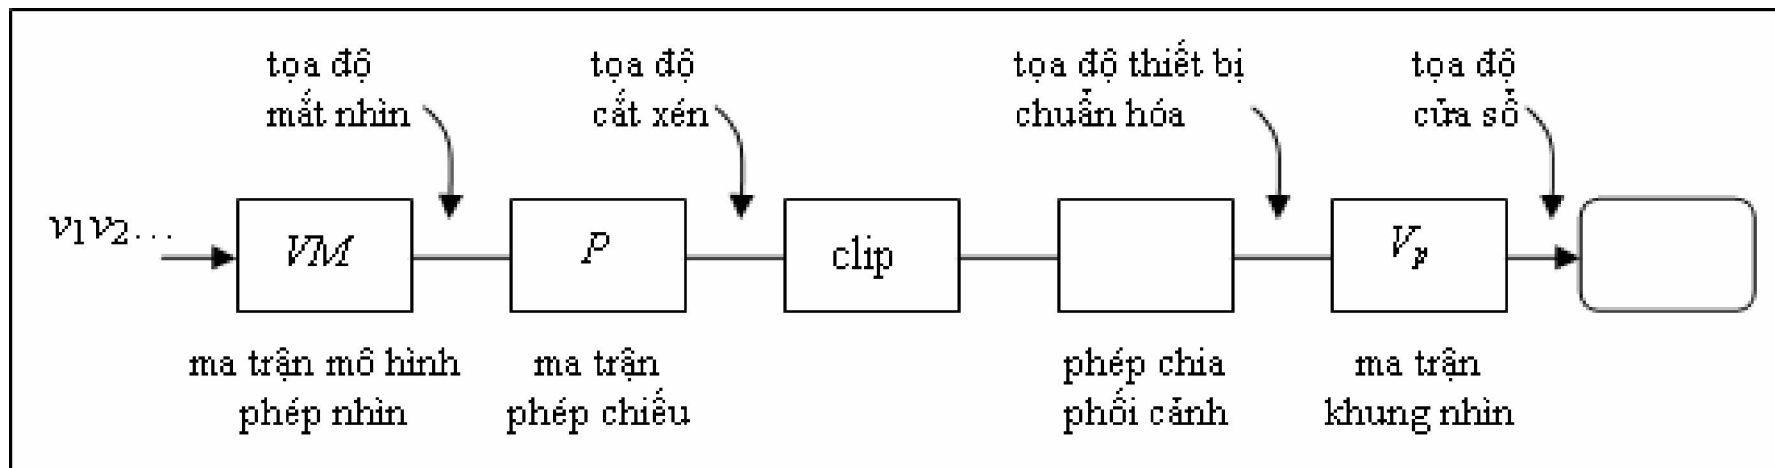 tọa độ
mắt nhìn
tọa độ
cắt xén
tọa độ thiết bị
chuẩn hóa
tọa độ
cửa sổ
v₁v₂...
VM
P
clip
Vₚ
ma trận mô hình
phép nhìn
ma trận
phép chiếu
phép chia
phối cảnh
ma trận
khung nhìn